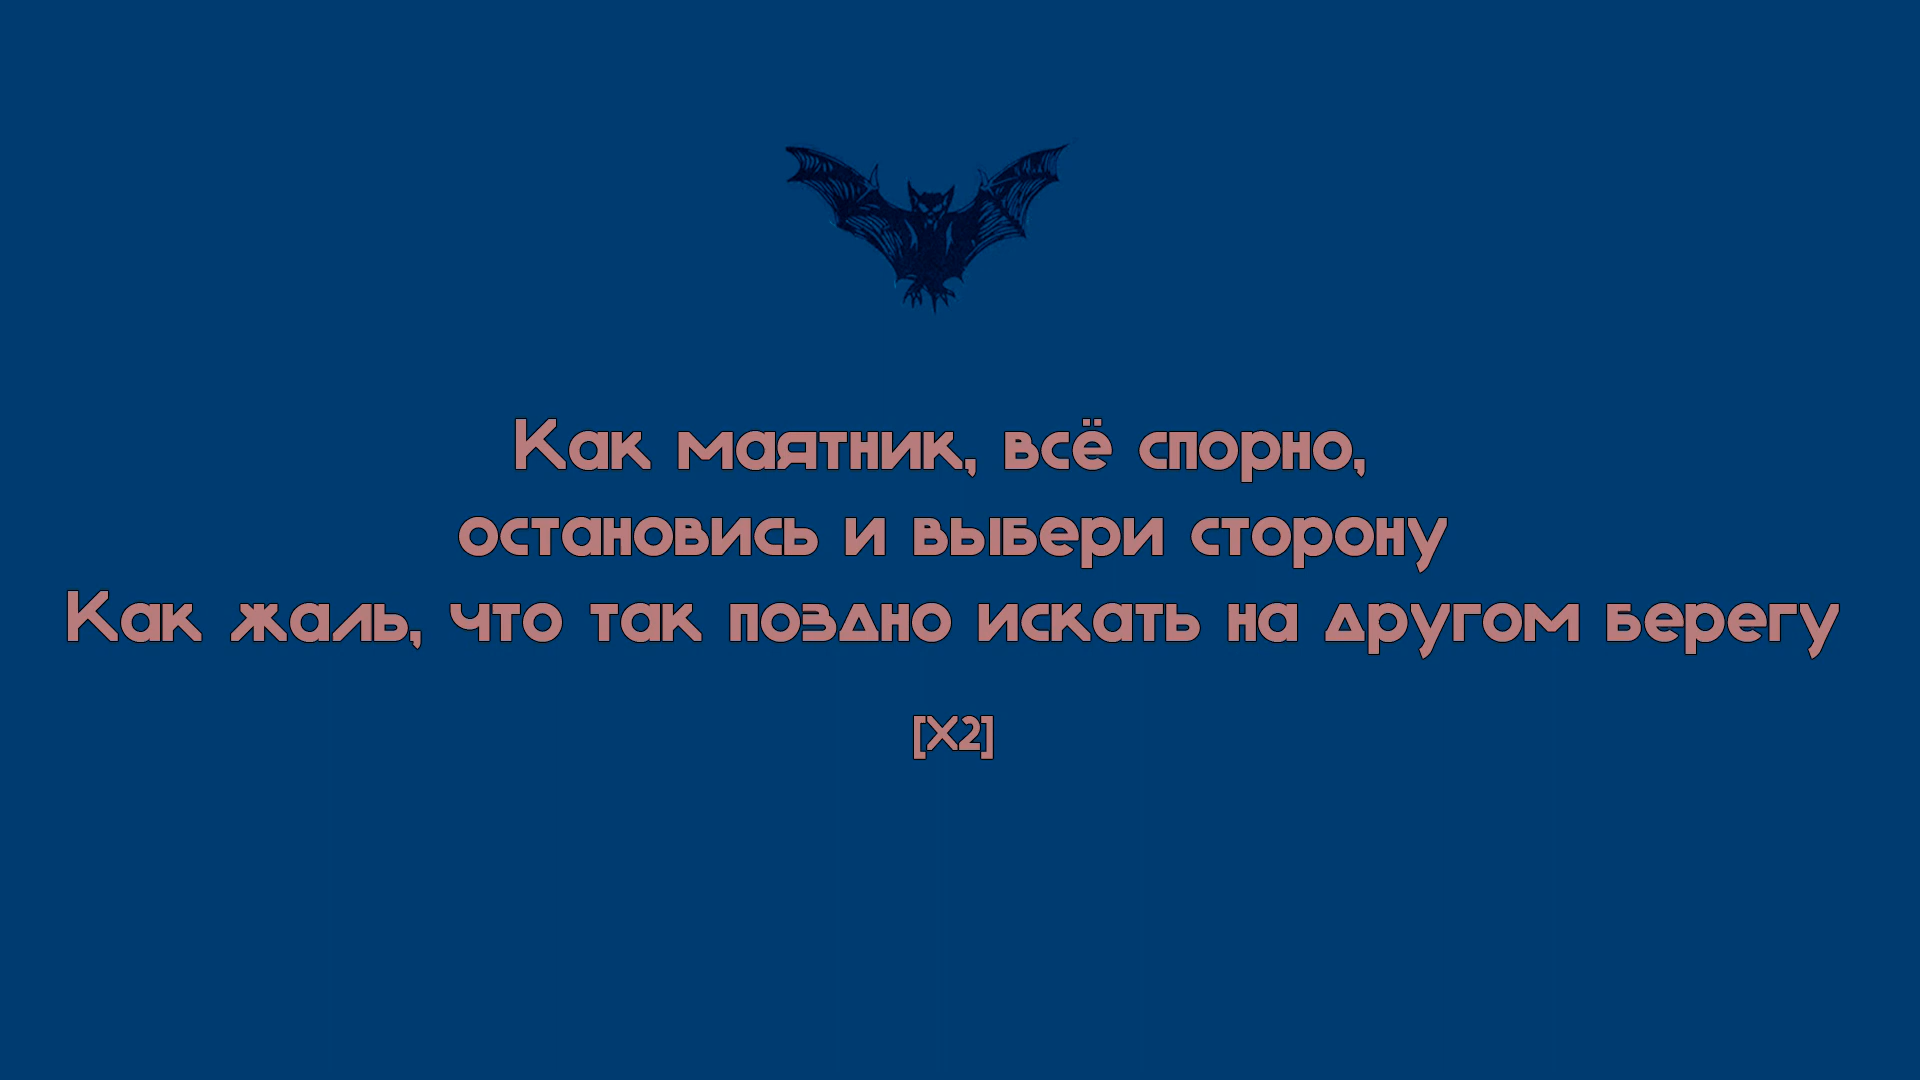 Как маятник, всё спорно,
остановись и выбери сторону
Как жаль, что так поздно искать на другом берегу
[X2]